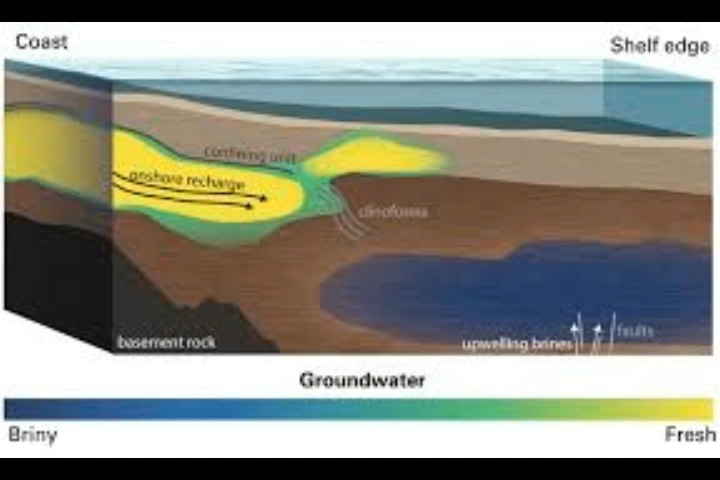 Coast
Shelf edge
confining unit
onshore recharge
clinoforms
basement rock
upwelling brines
faults
Groundwater
Briny
Fresh